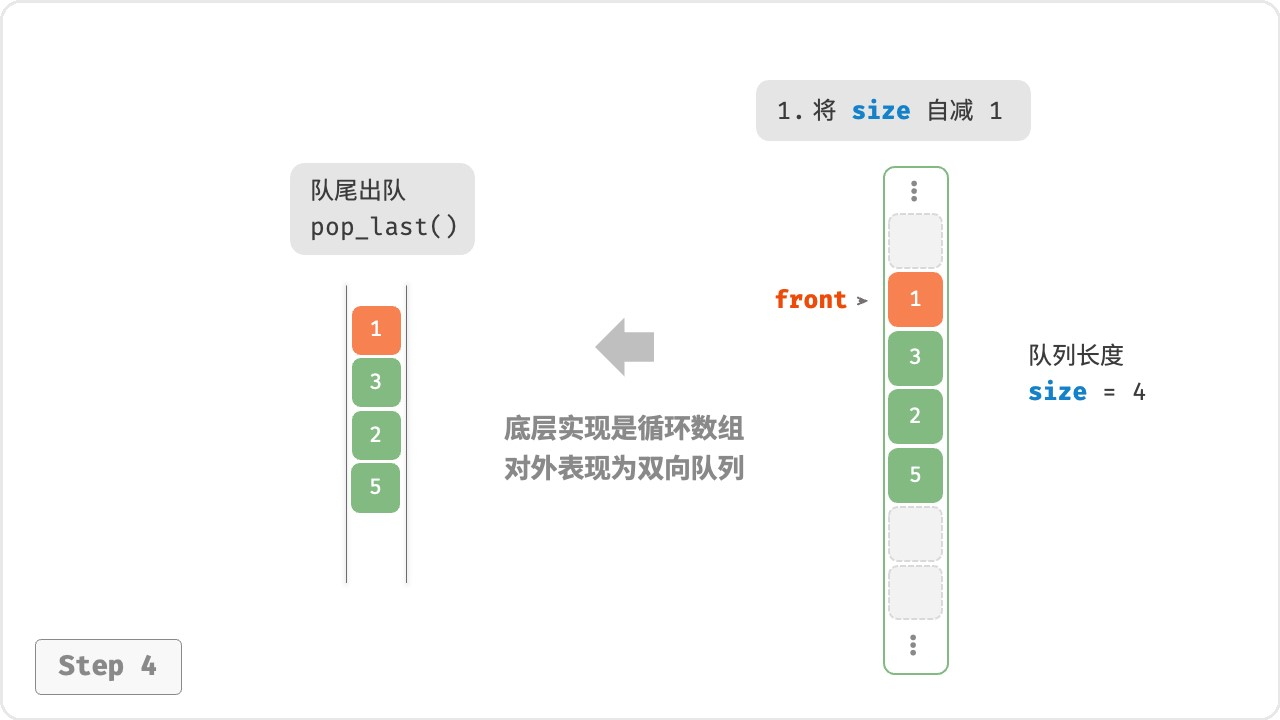 1. 将 size 自减 1
队尾出队
pop_last()
1
3
2
5
底层实现是循环数组
对外表现为双向队列
front ➤
1
3
2
5
队列长度
size = 4
Step 4